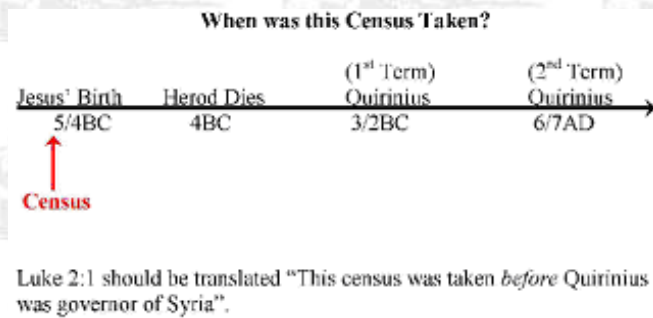 When was this Census Taken?
(1st Term) (2nd Term)
Jesus' Birth Herod Dies Quirinius Quirinius
5/4BC 4BC 3/2BC 6/7AD
Census
Luke 2:1 should be translated “This census was taken before Quirinius
was governor of Syria”.